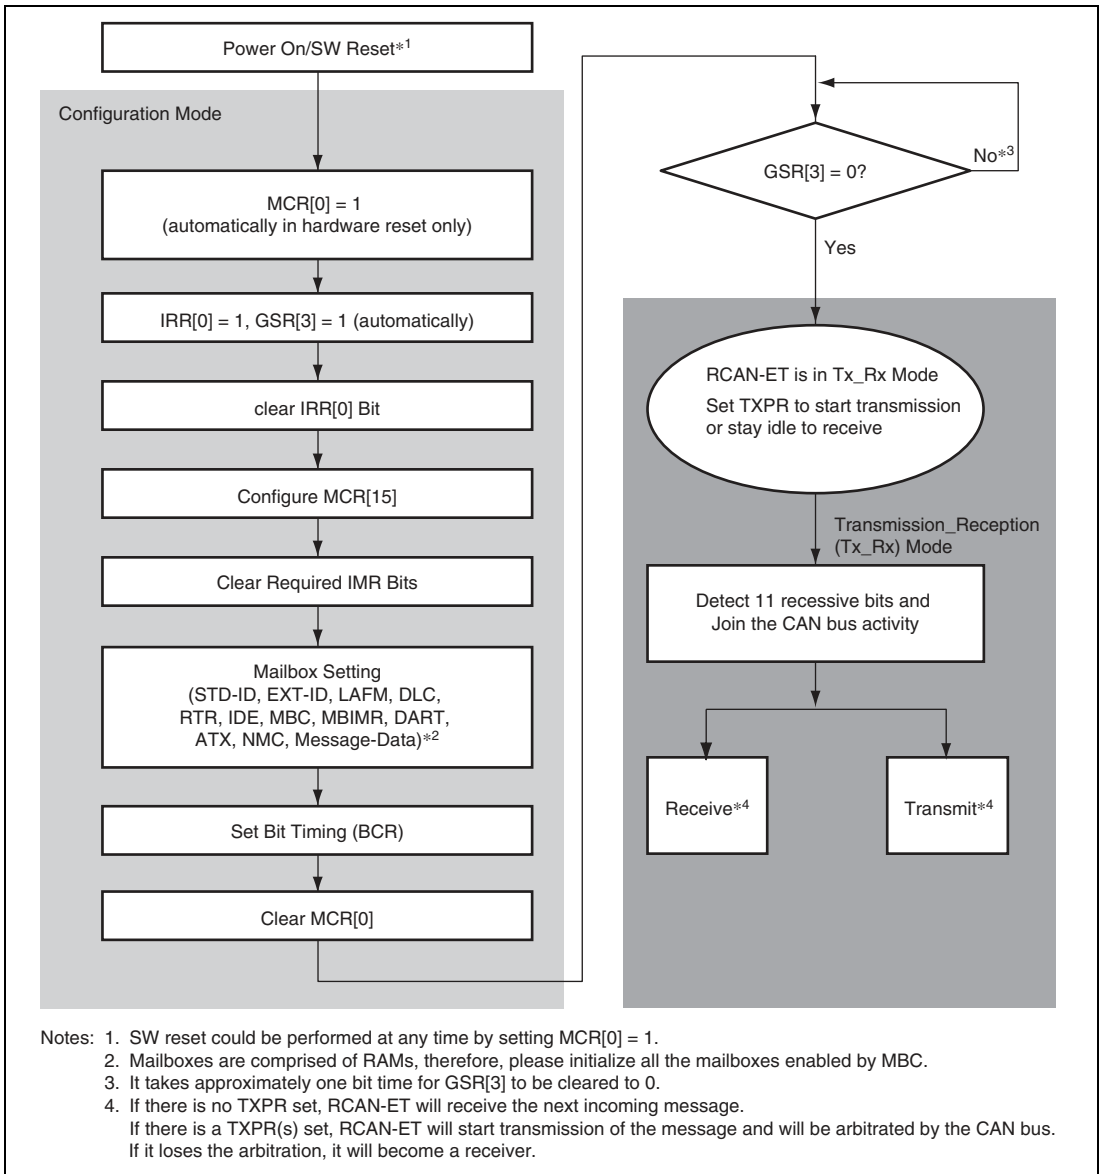 Power On/SW Reset*1
Configuration Mode
MCR[0] = 1
(automatically in hardware reset only)
IRR[0] = 1, GSR[3] = 1 (automatically)
clear IRR[0] Bit
Configure MCR[15]
Clear Required IMR Bits
Mailbox Setting
(STD-ID, EXT-ID, LAFM, DLC,
RTR, IDE, MBC, MBIMR, DART,
ATX, NMC, Message-Data)*2
Set Bit Timing (BCR)
Clear MCR[0]
GSR[3] = 0?
No*3
Yes
RCAN-ET is in Tx_Rx Mode
Set TXPR to start transmission
or stay idle to receive
Transmission_Reception
(Tx_Rx) Mode
Detect 11 recessive bits and
Join the CAN bus activity
Receive*4
Transmit*4
Notes: 1. SW reset could be performed at any time by setting MCR[0] = 1.
2. Mailboxes are comprised of RAMs, therefore, please initialize all the mailboxes enabled by MBC.
3. It takes approximately one bit time for GSR[3] to be cleared to 0.
4. If there is no TXPR set, RCAN-ET will receive the next incoming message.
If there is a TXPR(s) set, RCAN-ET will start transmission of the message and will be arbitrated by the CAN bus.
If it loses the arbitration, it will become a receiver.